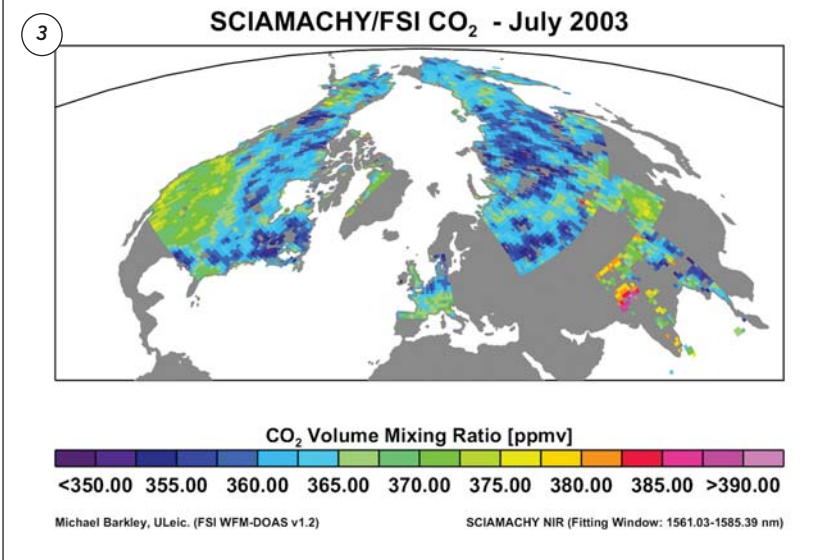 3
SCIAMACHY/FSI CO₂ - July 2003
CO₂ Volume Mixing Ratio [ppmv]
<350.00 355.00 360.00 365.00 370.00 375.00 380.00 385.00 >390.00
Michael Barkley, ULeic. (FSI WFM-DOAS v1.2) SCIAMACHY NIR (Fitting Window: 1561.03-1585.39 nm)